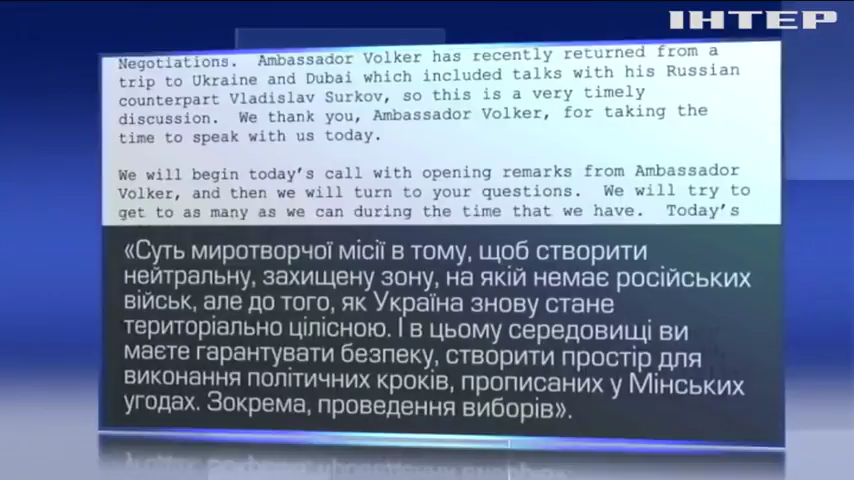 ІНТЕР
Negotiations. Ambassador Volker has recently returned from a
trip to Ukraine and Dubai which included talks with his Russian
counterpart Vladislav Surkov, so this is a very timely
discussion. We thank you, Ambassador Volker, for taking the
time to speak with us today.
We will begin today's call with opening remarks from Ambassador
Volker, and then we will turn to your questions. We will try to
get to as many as we can during the time that we have. Today's
«Суть миротворчої місії в тому, щоб створити
нейтральну, захищену зону, на якій немає російських
військ, але до того, як Україна знову стане
територіально цілісною. І в цьому середовищі ви
маєте гарантувати безпеку, створити простір для
виконання політичних кроків, прописаних у Мінських
угодах. Зокрема, проведення виборів».